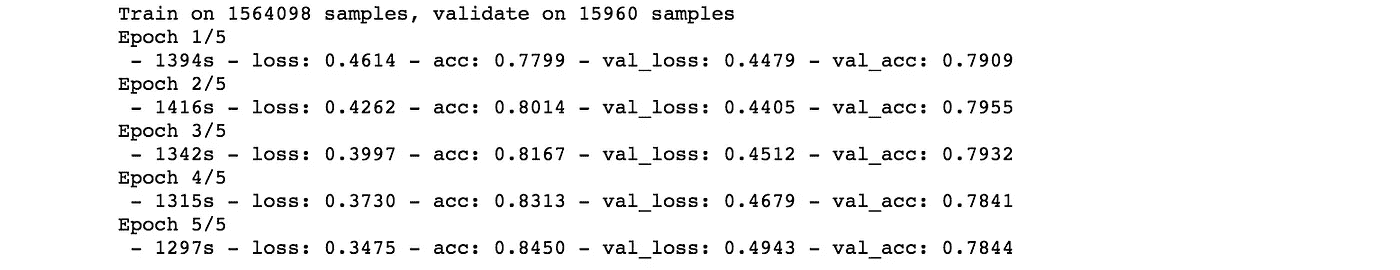 Train on 1564098 samples, validate on 15960 samples
Epoch 1/5
- 1394s - loss: 0.4614 - acc: 0.7799 - val_loss: 0.4479 - val_acc: 0.7909
Epoch 2/5
- 1416s - loss: 0.4262 - acc: 0.8014 - val_loss: 0.4405 - val_acc: 0.7955
Epoch 3/5
- 1342s - loss: 0.3997 - acc: 0.8167 - val_loss: 0.4512 - val_acc: 0.7932
Epoch 4/5
- 1315s - loss: 0.3730 - acc: 0.8313 - val_loss: 0.4679 - val_acc: 0.7841
Epoch 5/5
- 1297s - loss: 0.3475 - acc: 0.8450 - val_loss: 0.4943 - val_acc: 0.7844